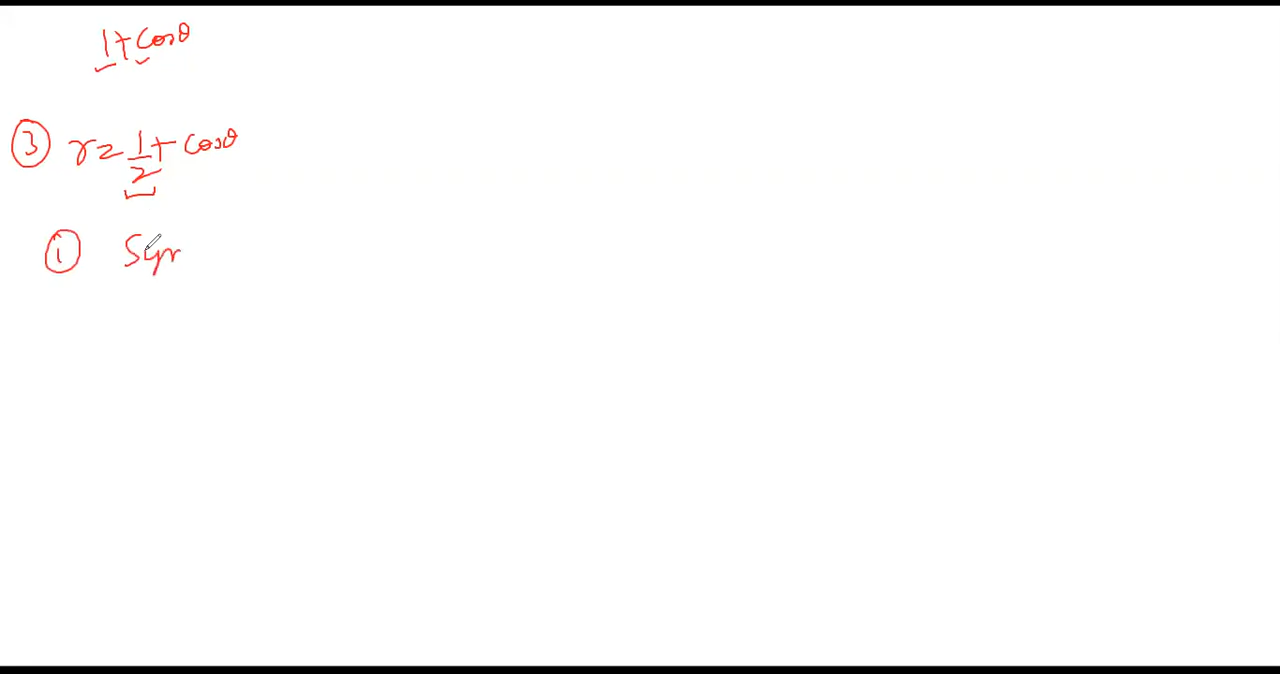 1+cosθ
③ r = 1/2 + cosθ
① Sym